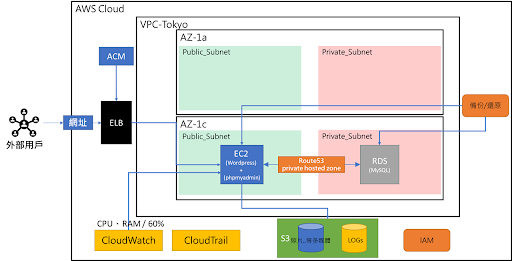 AWS Cloud
VPC-Tokyo
AZ-1a
Public_Subnet
Private_Subnet
ACM
網址
ELB
外部用戶
備份/還原
AZ-1c
Public_Subnet
Private_Subnet
EC2
(Wordpress)
+
(phpmyadmin)
Route53
private hosted zone
RDS
(MySQL)
CPU、RAM / 60%
CloudWatch
CloudTrail
S3
LOGs
IAM